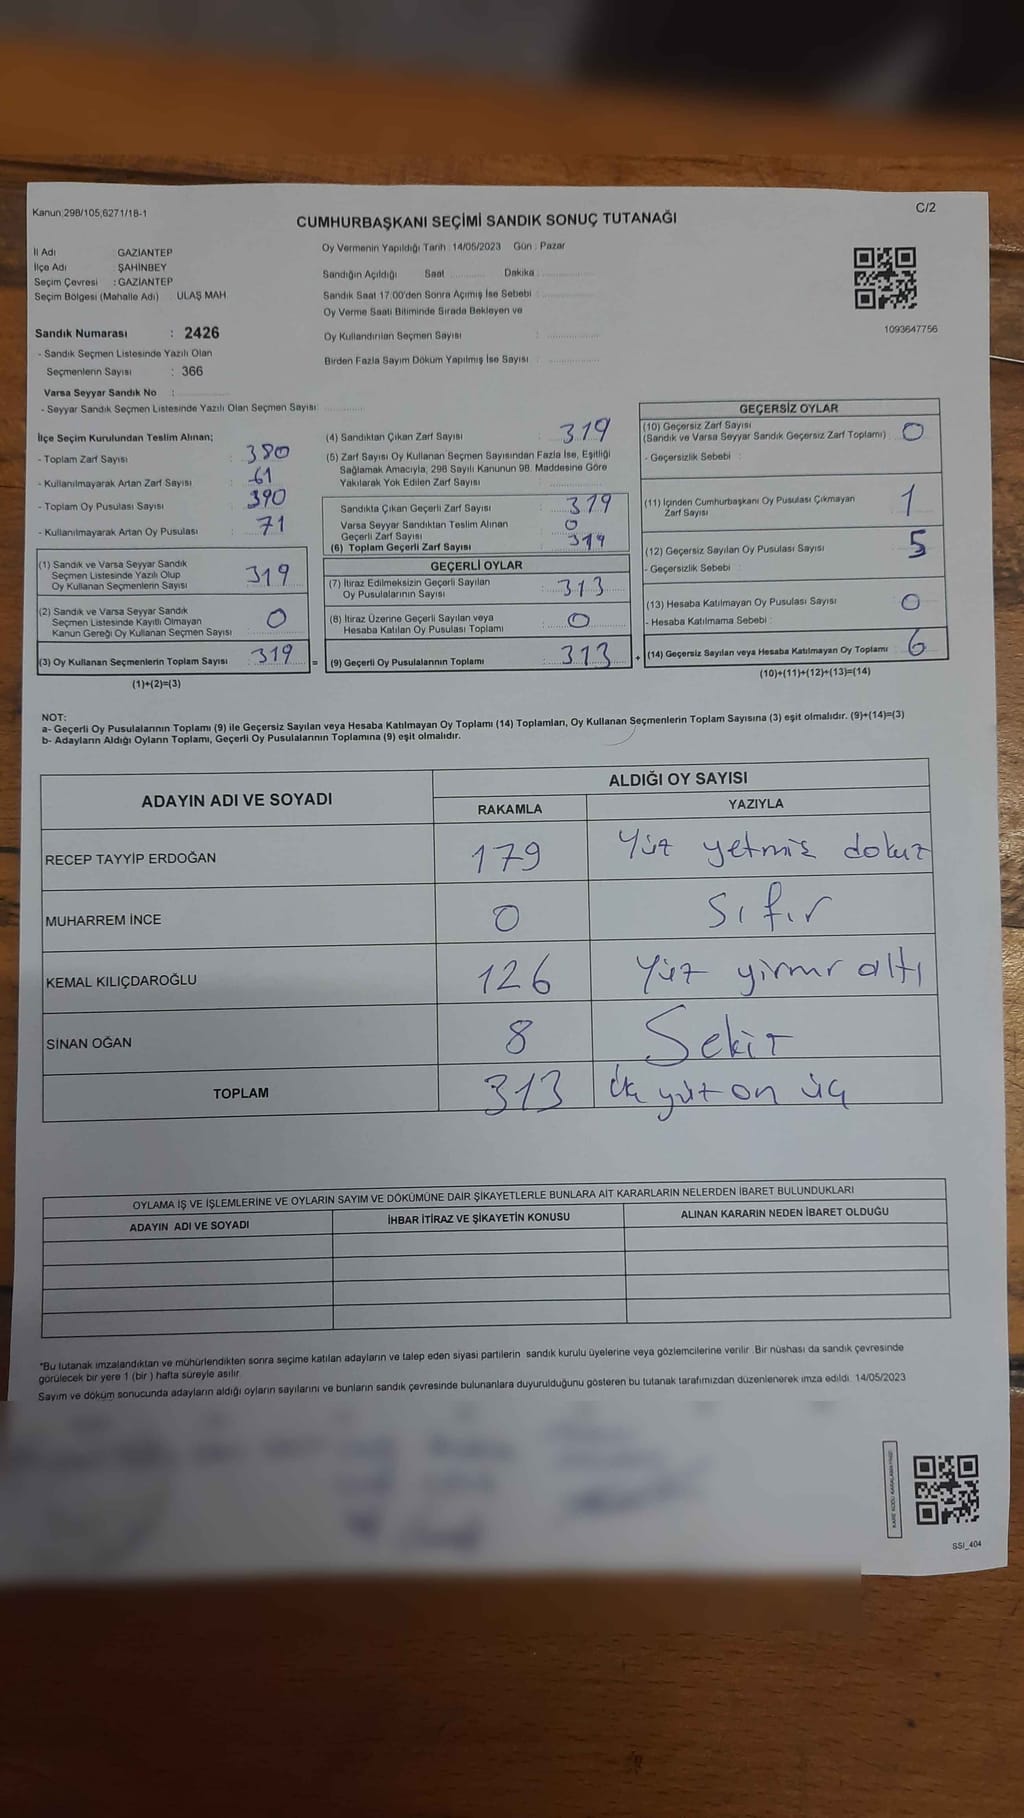 Kanun:298/105;6271/18-1
C/2
CUMHURBAŞKANI SEÇİMİ SANDIK SONUÇ TUTANAĞI
İl Adı GAZİANTEP
İlçe Adı ŞAHİNBEY
Seçim Çevresi : GAZİANTEP
Seçim Bölgesi (Mahalle Adı) ULAŞ MAH
Oy Vermenin Yapıldığı Tarih : 14/05/2023 Gün : Pazar
Sandığın Açıldığı Saat Dakika :
Sandık Saat 17.00'den Sonra Açımış İse Sebebi :
Oy Verme Saati Bitiminde Sırada Bekleyen ve
Oy Kullandırılan Seçmen Sayısı :
Birden Fazla Sayım Döküm Yapılmış İse Sayısı :
1093647756
Sandık Numarası : 2426
- Sandık Seçmen Listesinde Yazılı Olan
Seçmenlerin Sayısı : 366
Varsa Seyyar Sandık No :
- Seyyar Sandık Seçmen Listesinde Yazılı Olan Seçmen Sayısı:
İlçe Seçim Kurulundan Teslim Alınan;
- Toplam Zarf Sayısı : 380
- Kullanılmayarak Artan Zarf Sayısı : 61
- Toplam Oy Pusulası Sayısı : 390
- Kullanılmayarak Artan Oy Pusulası : 71
(1) Sandık ve Varsa Seyyar Sandık
Seçmen Listesinde Yazılı Olup
Oy Kullanan Seçmenlerin Sayısı 319
(2) Sandık ve Varsa Seyyar Sandık
Seçmen Listesinde Kayıtlı Olmayan
Kanun Gereği Oy Kullanan Seçmen Sayısı 0
(3) Oy Kullanan Seçmenlerin Toplam Sayısı 319 =
(1)+(2)=(3)
(4) Sandıktan Çıkan Zarf Sayısı : 319
(5) Zarf Sayısı Oy Kullanan Seçmen Sayısından Fazla İse, Eşitliği
Sağlamak Amacıyla, 298 Sayılı Kanunun 98. Maddesine Göre
Yakılarak Yok Edilen Zarf Sayısı
Sandıkta Çıkan Geçerli Zarf Sayısı 319
Varsa Seyyar Sandıktan Teslim Alınan
Geçerli Zarf Sayısı 0
(6) Toplam Geçerli Zarf Sayısı 319
GEÇERLİ OYLAR
(7) İtiraz Edilmeksizin Geçerli Sayılan
Oy Pusulalarının Sayısı : 313
(8) İtiraz Üzerine Geçerli Sayılan veya
Hesaba Katılan Oy Pusulası Toplamı : 0
(9) Geçerli Oy Pusulalarının Toplamı : 313 +
GEÇERSİZ OYLAR
(10) Geçersiz Zarf Sayısı
(Sandık ve Varsa Seyyar Sandık Geçersiz Zarf Toplamı) : 0
- Geçersizlik Sebebi :
(11) İçinden Cumhurbaşkanı Oy Pusulası Çıkmayan
Zarf Sayısı 1
(12) Geçersiz Sayılan Oy Pusulası Sayısı 5
- Geçersizlik Sebebi :
(13) Hesaba Katılmayan Oy Pusulası Sayısı 0
- Hesaba Katılmama Sebebi :
(14) Geçersiz Sayılan veya Hesaba Katılmayan Oy Toplamı 6
(10)+(11)+(12)+(13)=(14)
NOT:
a- Geçerli Oy Pusulalarının Toplamı (9) ile Geçersiz Sayılan veya Hesaba Katılmayan Oy Toplamı (14) Toplamları, Oy Kullanan Seçmenlerin Toplam Sayısına (3) eşit olmalıdır. (9)+(14)=(3)
b- Adayların Aldığı Oyların Toplamı, Geçerli Oy Pusulalarının Toplamına (9) eşit olmalıdır.
ADAYIN ADI VE SOYADI
ALDIĞI OY SAYISI
RAKAMLA YAZIYLA
RECEP TAYYİP ERDOĞAN 179 Yüz yetmiş dokuz
MUHARREM İNCE 0 Sıfır
KEMAL KILIÇDAROĞLU 126 Yüz yirmi altı
SİNAN OĞAN 8 Sekiz
TOPLAM 313 Üç yüz on üç
OYLAMA İŞ VE İŞLEMLERİNE VE OYLARIN SAYIM VE DÖKÜMÜNE DAİR ŞİKAYETLERLE BUNLARA AİT KARARLARIN NELERDEN İBARET BULUNDUKLARI
ADAYIN ADI VE SOYADI İHBAR İTİRAZ VE ŞİKAYETİN KONUSU ALINAN KARARIN NEDEN İBARET OLDUĞU
*Bu tutanak imzalandıktan ve mühürlendikten sonra seçime katılan adayların ve talep eden siyasi partilerin sandık kurulu üyelerine veya gözlemcilerine verilir. Bir nüshası da sandık çevresinde
görülecek bir yere 1 (bir ) hafta süreyle asılır.
Sayım ve döküm sonucunda adayların aldığı oyların sayılarını ve bunların sandık çevresinde bulunanlara duyurulduğunu gösteren bu tutanak tarafımızdan düzenlenerek imza edildi. 14/05/2023
SSI_404